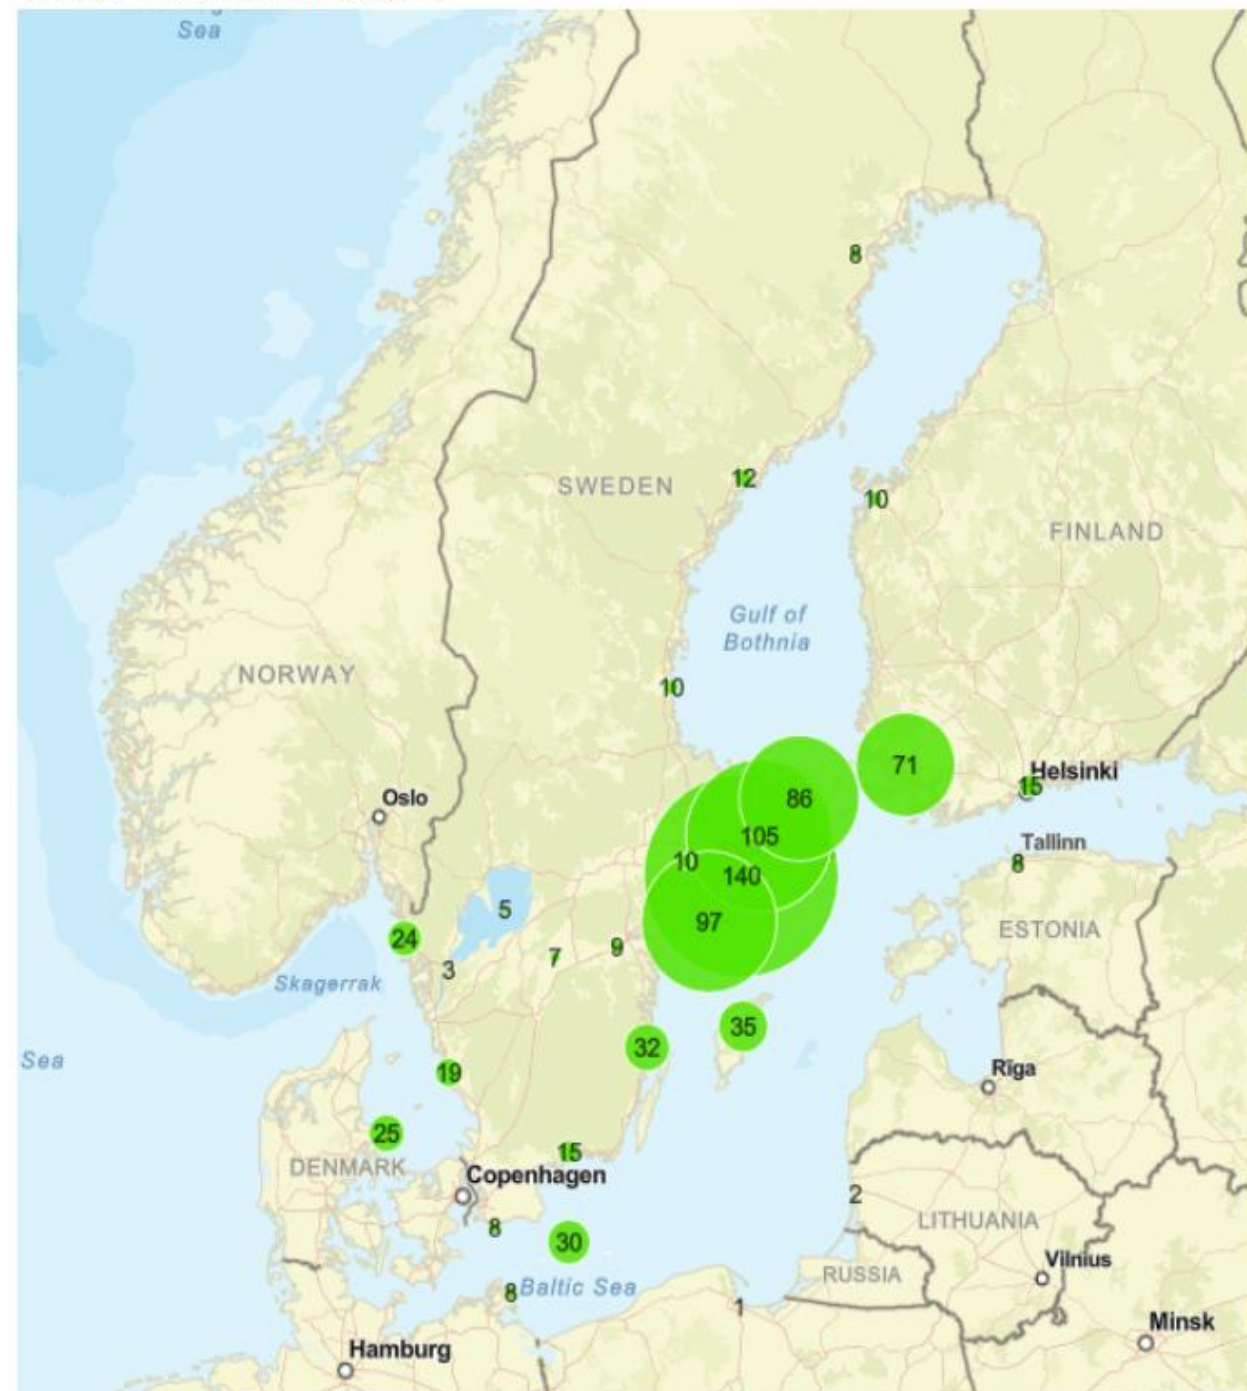 Sea
8
SWEDEN
12
10
FINLAND
Gulf of
Bothnia
NORWAY
10
71
Helsinki
15
86
Oslo
105
Tallinn
10
8
140
5
97
ESTONIA
24
9
7
3
Skagerrak
35
32
Sea
Rīga
19
25
15
DENMARK
Copenhagen
2
LITHUANIA
8
30
Vilnius
RUSSIA
8
Baltic Sea
1
Minsk
Hamburg